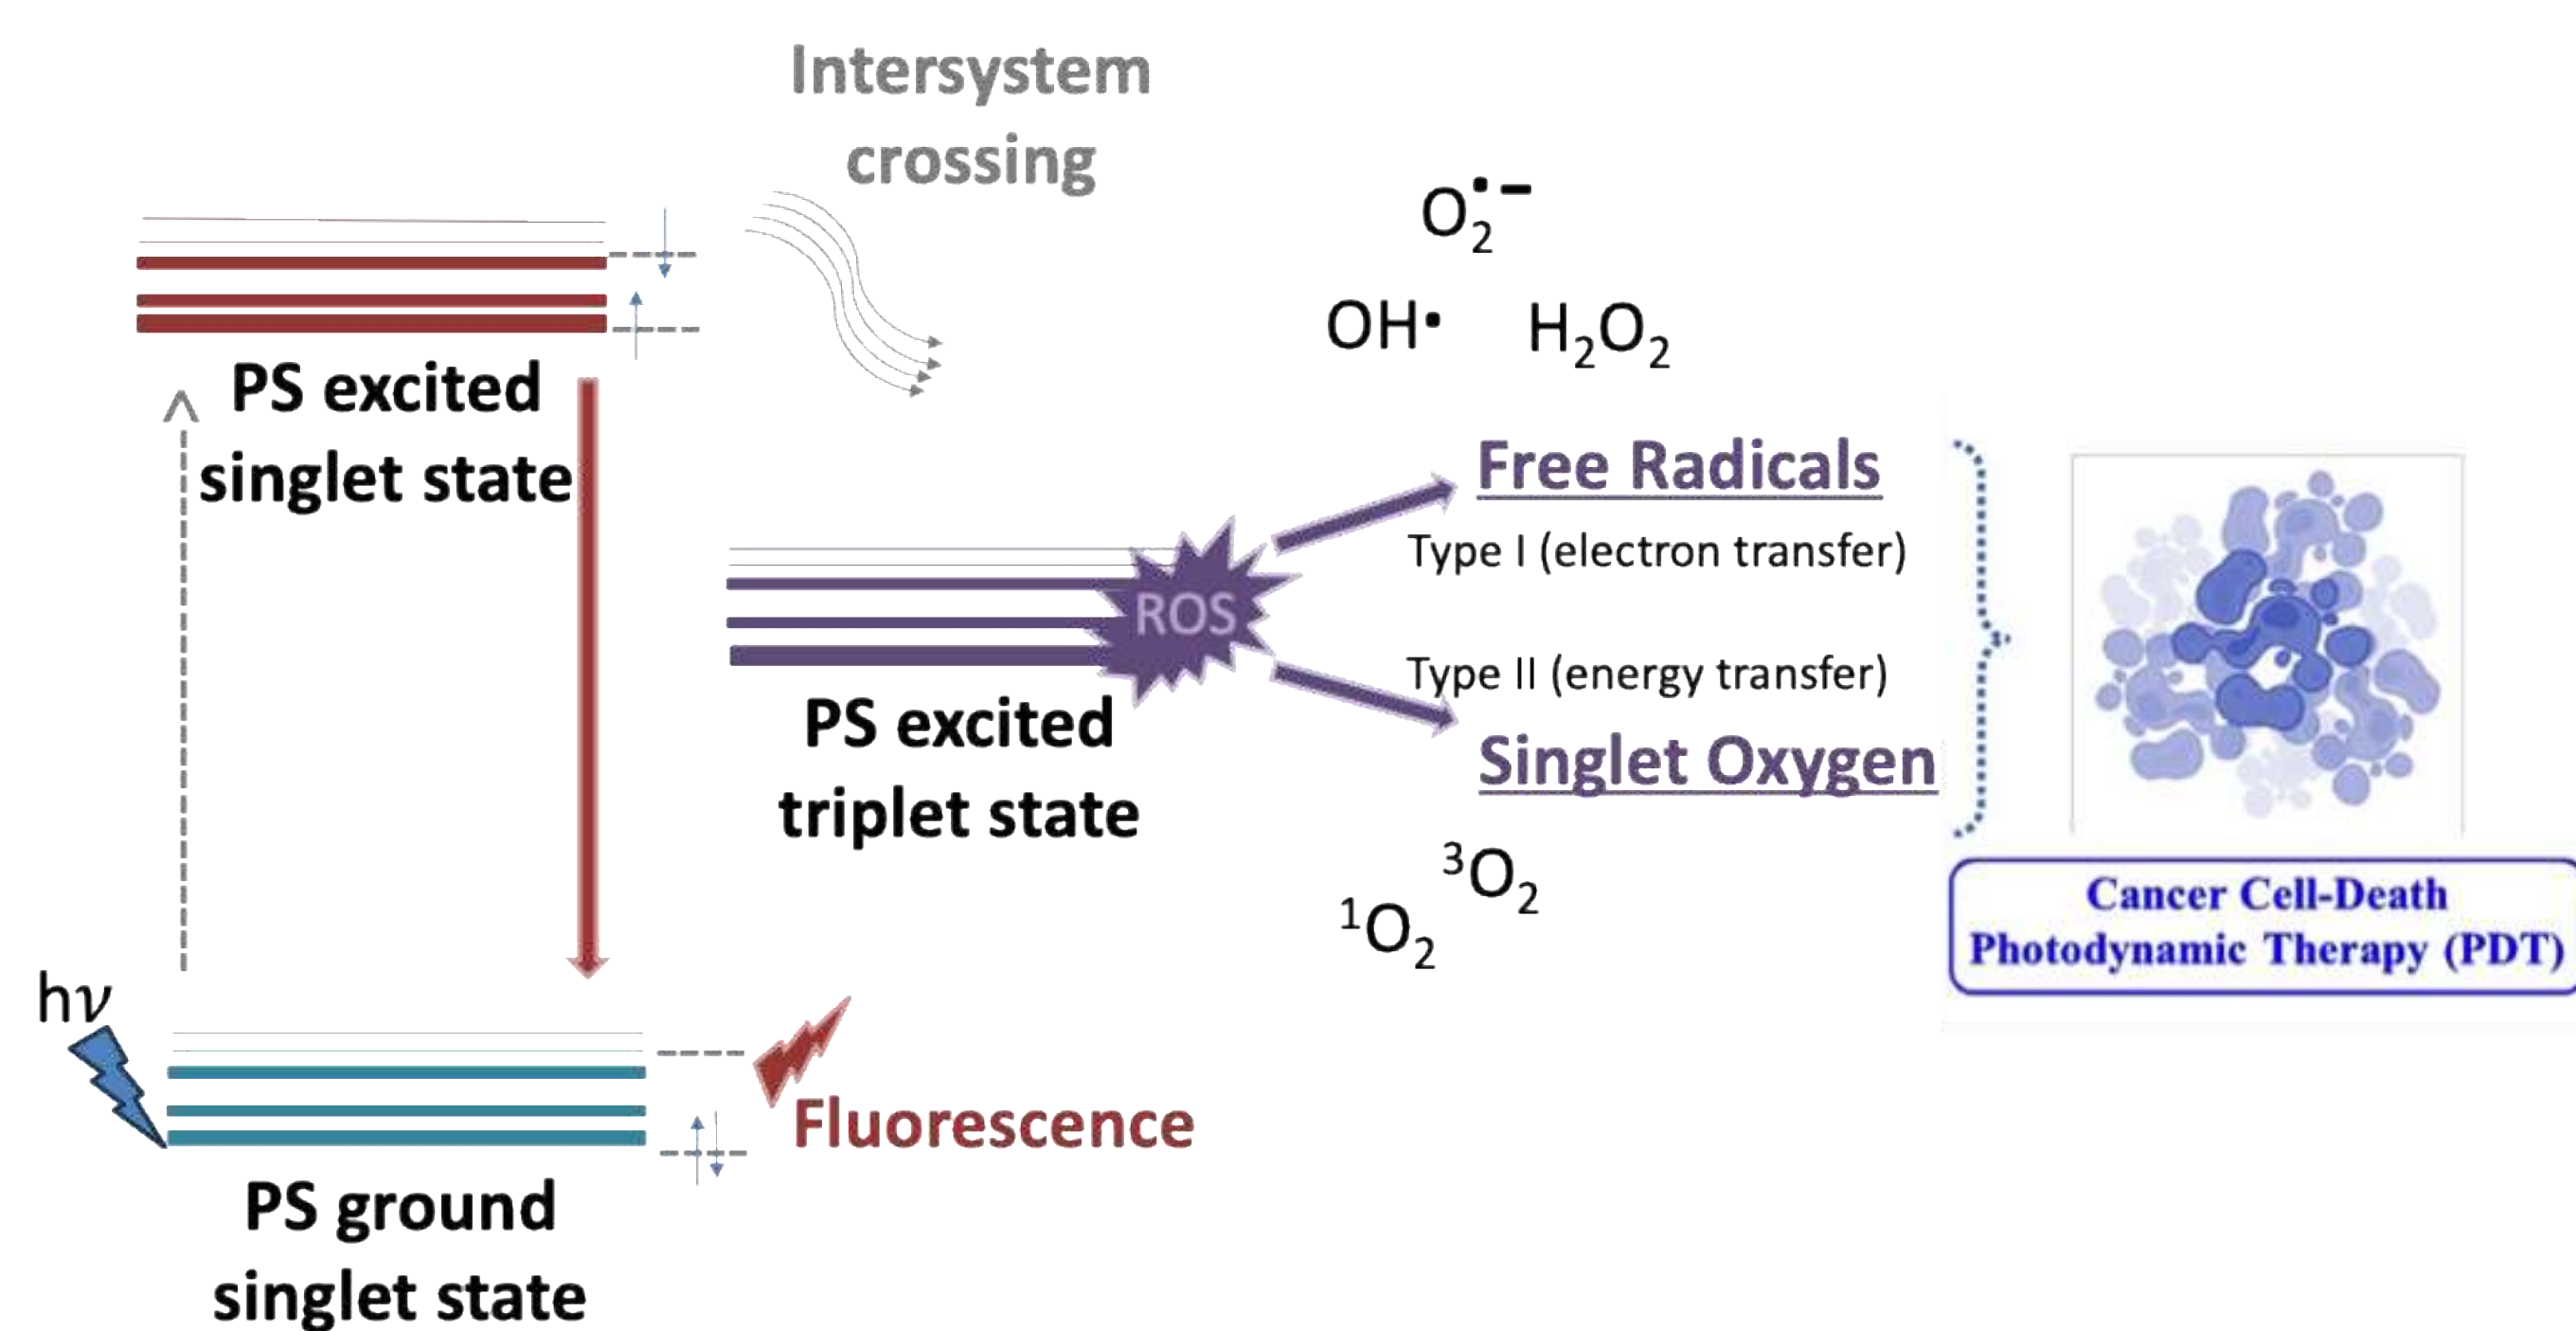 Intersystem
crossing
PS excited
singlet state
O₂•−
OH• H₂O₂
Free Radicals
Type I (electron transfer)
ROS
Type II (energy transfer)
Singlet Oxygen
PS excited
triplet state
³O₂
¹O₂
Cancer Cell-Death
Photodynamic Therapy (PDT)
hν
Fluorescence
PS ground
singlet state